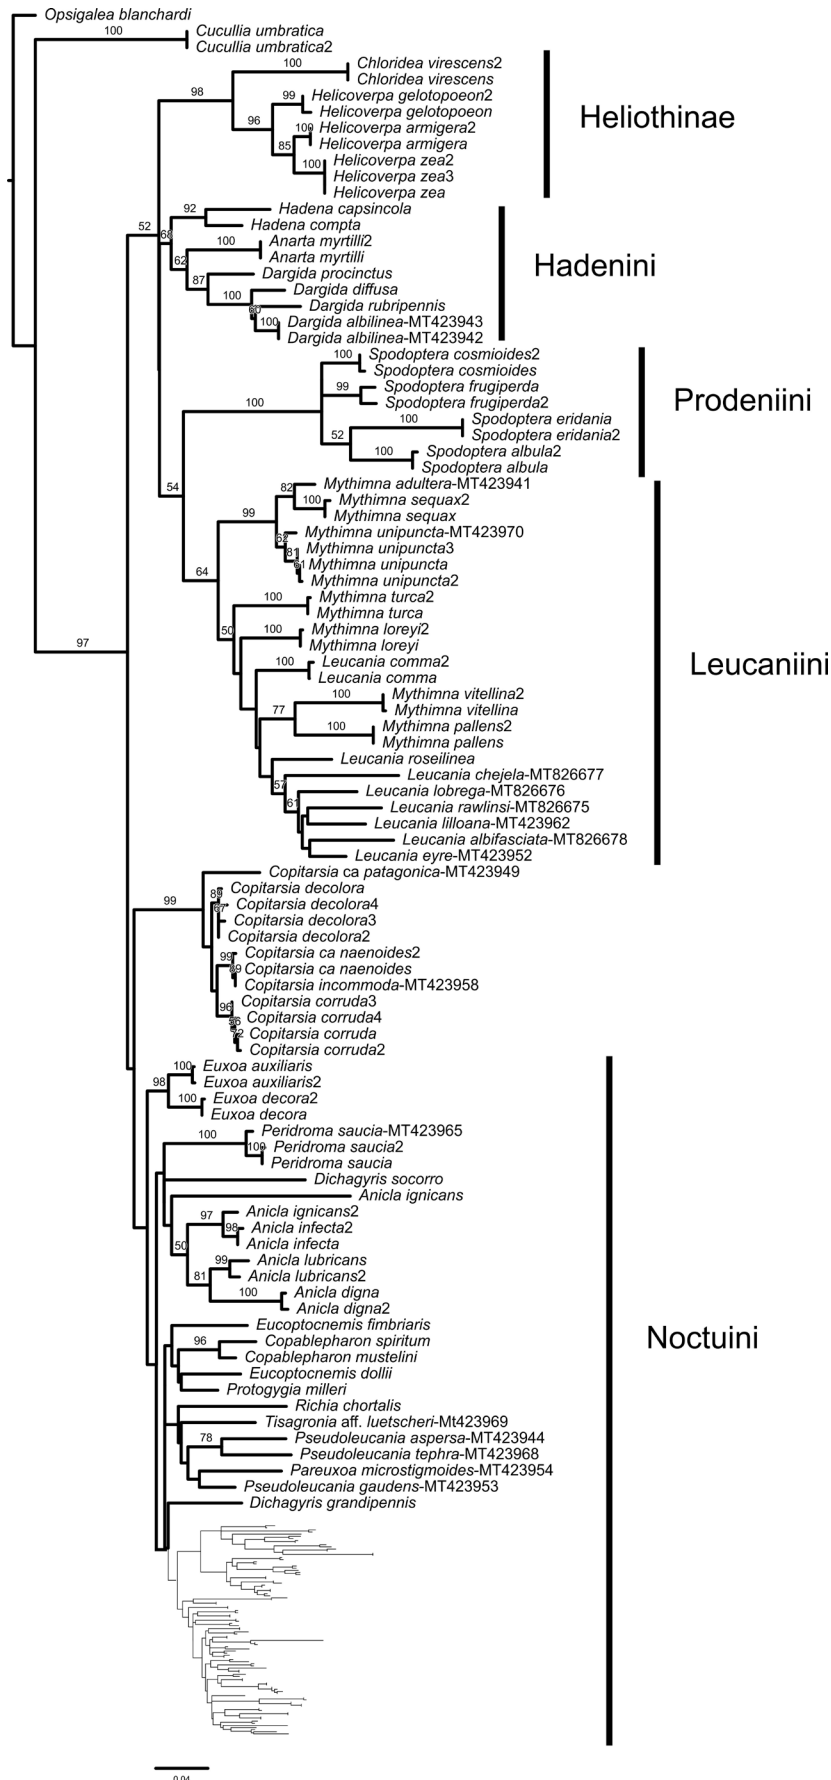 Opsigalea blanchardi
100
Cucullia umbratica
Cucullia umbratica2
100
Chloridea virescens2
Chloridea virescens
98
99
Helicoverpa gelotopoeon2
Helicoverpa gelotopoeon
96
100
Helicoverpa armigera2
Helicoverpa armigera
85
100
Helicoverpa zea2
Helicoverpa zea3
Helicoverpa zea
Heliothinae
92
Hadena capsincola
Hadena compta
52
68
100
Anarta myrtilli2
Anarta myrtilli
62
87
Dargida procinctus
100
Dargida diffusa
Dargida rubripennis
100
Dargida albilinea-MT423943
Dargida albilinea-MT423942
Hadenini
100
Spodoptera cosmioides2
Spodoptera cosmioides
99
Spodoptera frugiperda
Spodoptera frugiperda2
100
52
100
Spodoptera eridania
Spodoptera eridania2
100
Spodoptera albula2
Spodoptera albula
Prodeniini
54
82
Mythimna adultera-MT423941
100
Mythimna sequax2
Mythimna sequax
99
62
Mythimna unipuncta-MT423970
81
Mythimna unipuncta3
61
Mythimna unipuncta
Mythimna unipuncta2
64
100
Mythimna turca2
Mythimna turca
50
100
Mythimna loreyi2
Mythimna loreyi
100
Leucania comma2
Leucania comma
77
100
Mythimna vitellina2
Mythimna vitellina
100
Mythimna pallens2
Mythimna pallens
Leucania roseilinea
57
Leucania chejela-MT826677
61
Leucania lobrega-MT826676
Leucania rawlinsi-MT826675
Leucania lilloana-MT423962
Leucania albifasciata-MT826678
Leucania eyre-MT423952
Leucaniini
97
99
Copitarsia ca patagonica-MT423949
Copitarsia decolora
67
Copitarsia decolora4
Copitarsia decolora3
Copitarsia decolora2
99
Copitarsia ca naenoides2
Copitarsia ca naenoides
Copitarsia incommoda-MT423958
96
Copitarsia corruda3
Copitarsia corruda4
Copitarsia corruda
Copitarsia corruda2
98
100
Euxoa auxiliaris
Euxoa auxiliaris2
100
Euxoa decora2
Euxoa decora
100
Peridroma saucia-MT423965
100
Peridroma saucia2
Peridroma saucia
Dichagyris socorro
Anicla ignicans
97
Anicla ignicans2
98
Anicla infecta2
Anicla infecta
50
99
Anicla lubricans
Anicla lubricans2
81
100
Anicla digna
Anicla digna2
Eucoptocnemis fimbriaris
96
Copablepharon spiritum
Copablepharon mustelini
Eucoptocnemis dollii
Protogygia milleri
Richia chortalis
Tisagronia aff. luetscheri-Mt423969
78
Pseudoleucania aspersa-MT423944
Pseudoleucania tephra-MT423968
Pareuxoa microstigmoides-MT423954
Pseudoleucania gaudens-MT423953
Dichagyris grandipennis
Noctuini
0.04